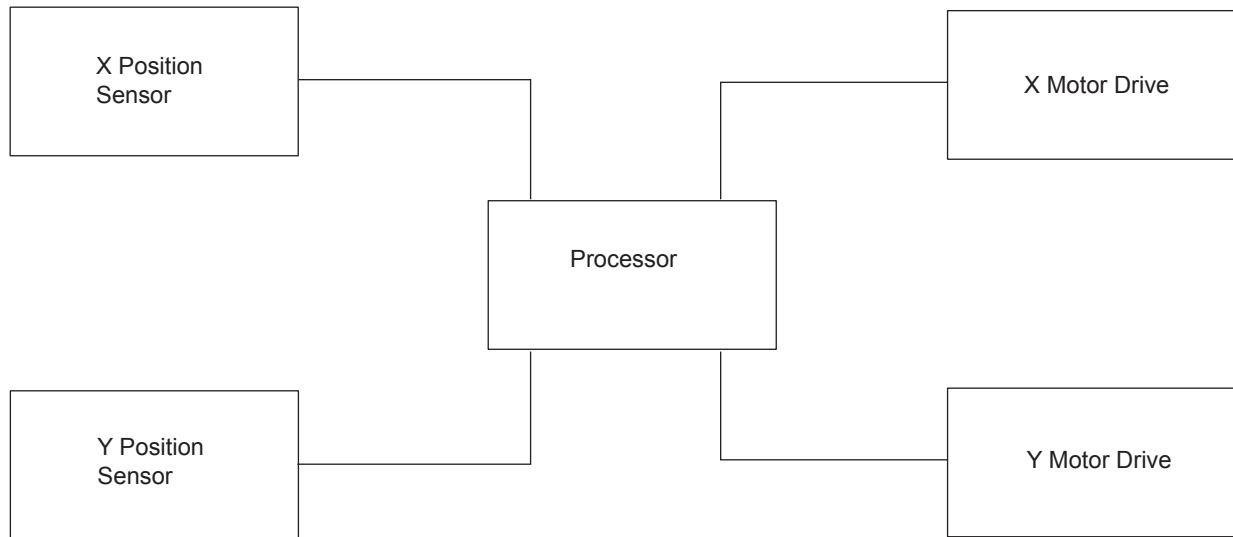 X Position
Sensor
X Motor Drive
Processor
Y Position
Sensor
Y Motor Drive